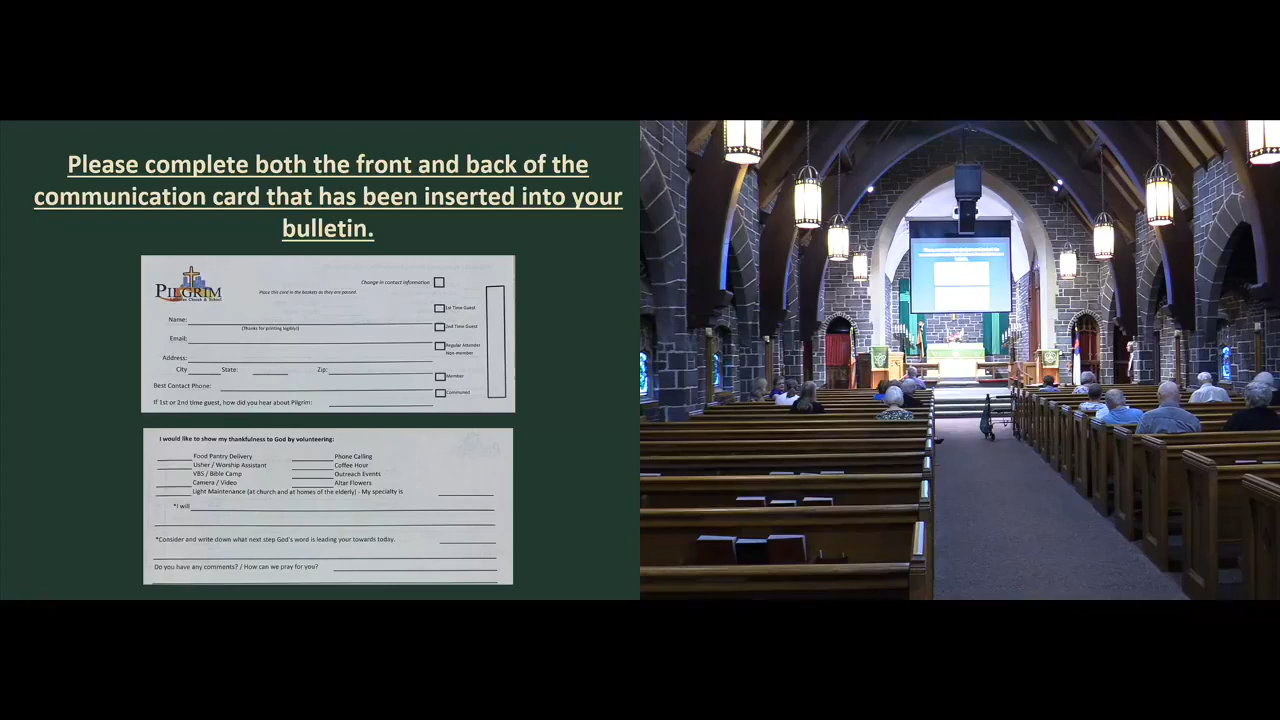 Please complete both the front and back of the
communication card that has been inserted into your
bulletin.
PILGRIM
Lutheran Church & School
Change in contact information:
Place this card in the baskets as they are passed.
1st Time Guest
Name:
(Thanks for printing legibly!)
2nd Time Guest
Email:
Regular Attender
Non-member
Address:
City State: Zip:
Member
Best Contact Phone:
Communed
If 1st or 2nd time guest, how did you hear about Pilgrim:
I would like to show my thankfulness to God by volunteering:
Food Pantry Delivery Phone Calling
Usher / Worship Assistant Coffee Hour
VBS / Bible Camp Outreach Events
Camera / Video Altar Flowers
Light Maintenance (at church and at homes of the elderly) - My specialty is
*I will
*Consider and write down what next step God's word is leading your towards today.
Do you have any comments? / How can we pray for you?